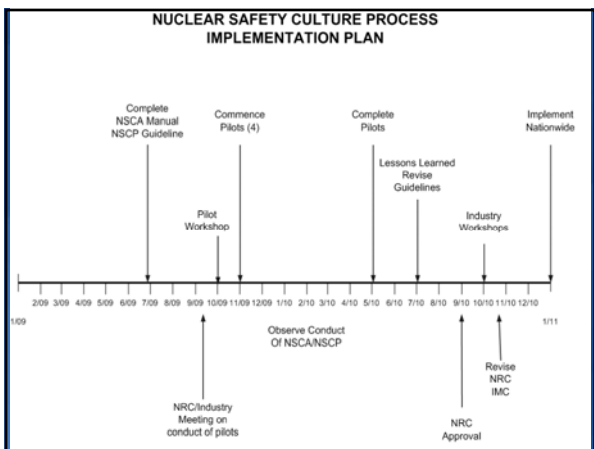 NUCLEAR SAFETY CULTURE PROCESS
IMPLEMENTATION PLAN
Complete
NSCA Manual
NSCP Guideline
Commence
Pilots (4)
Complete
Pilots
Implement
Nationwide
Lessons Learned
Revise
Guidelines
Pilot
Workshop
Industry
Workshops
2/09 3/09 4/09 5/09 6/09 7/09 8/09 9/09 10/09 11/09 12/09 1/10 2/10 3/10 4/10 5/10 6/10 7/10 8/10 9/10 10/10 11/10 12/10
1/09
1/11
Observe Conduct
Of NSCA/NSCP
Revise
NRC
IMC
NRC/Industry
Meeting on
conduct of pilots
NRC
Approval